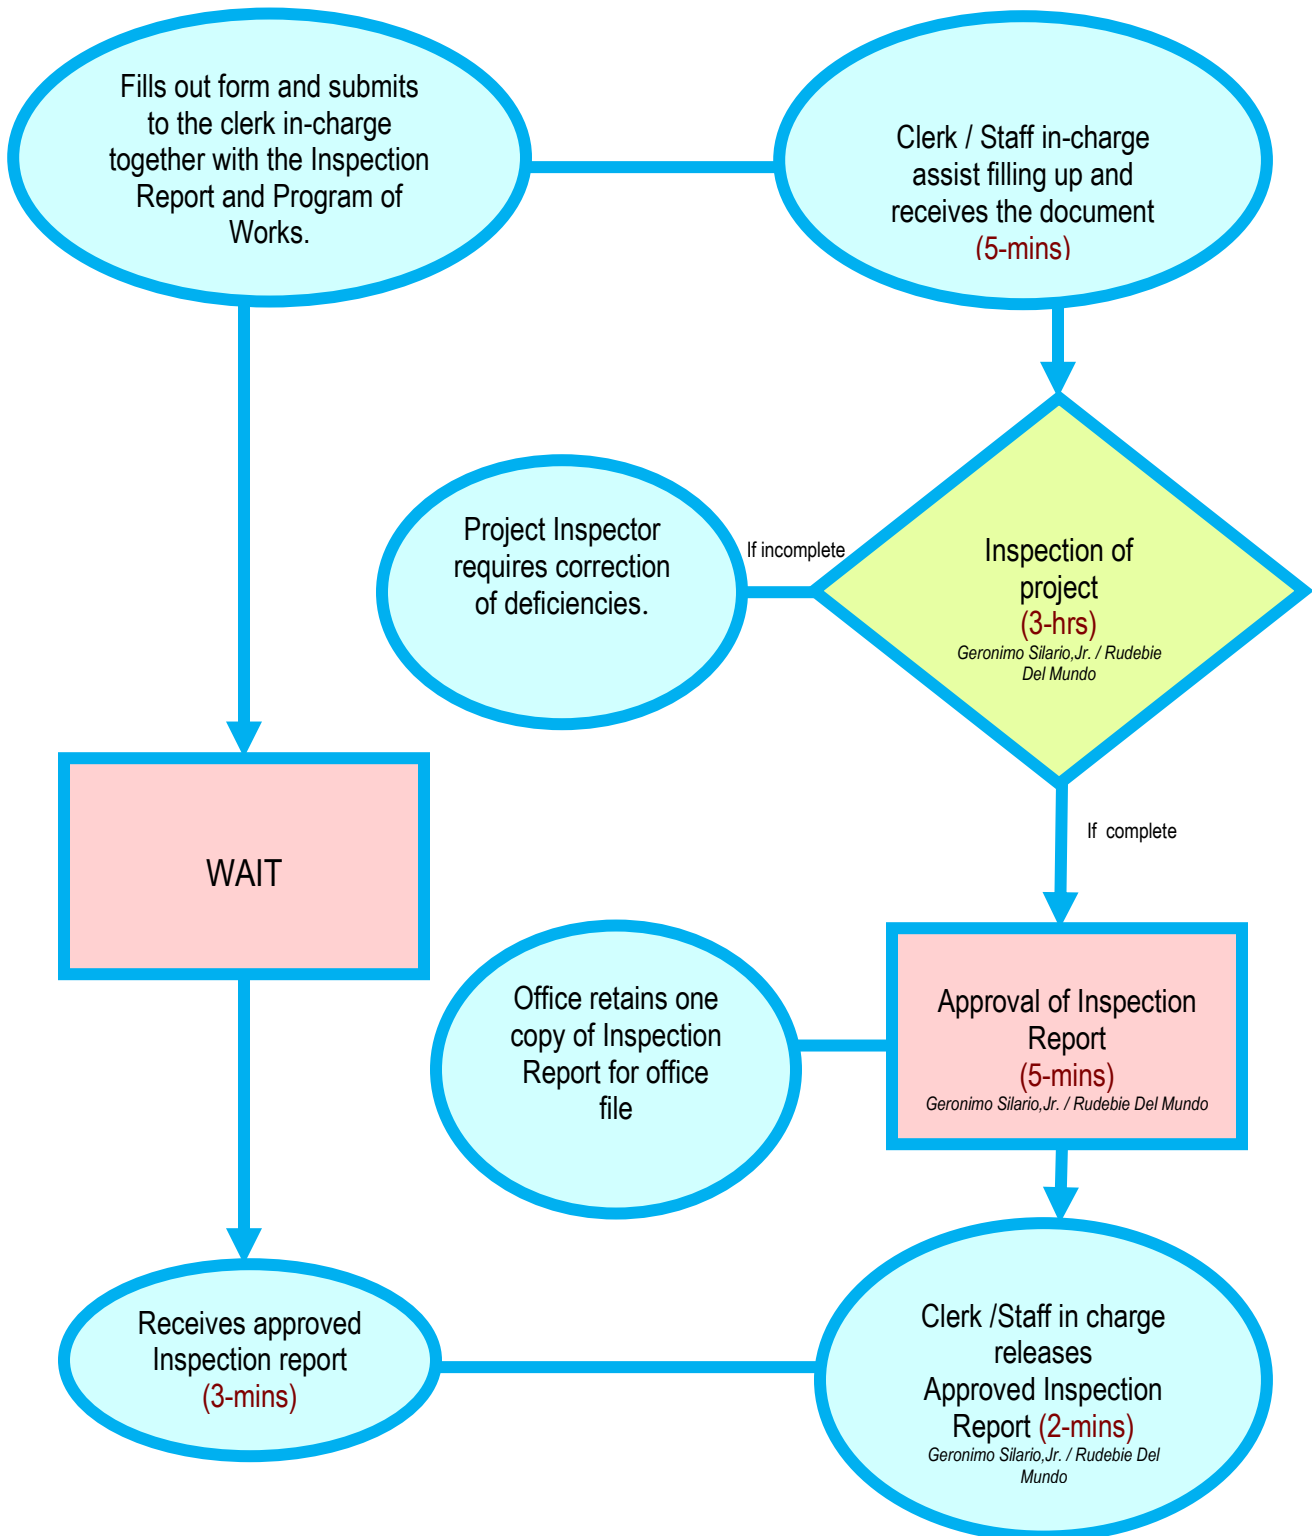 Fills out form and submits
to the clerk in-charge
together with the Inspection
Report and Program of
Works.
Clerk / Staff in-charge
assist filling up and
receives the document
(5-mins)
Project Inspector
requires correction
of deficiencies.
If incomplete
Inspection of
project
(3-hrs)
Geronimo Silario,Jr. / Rudebie
Del Mundo
If  complete
WAIT
Office retains one
copy of Inspection
Report for office
file
Approval of Inspection
Report
(5-mins)
Geronimo Silario,Jr. / Rudebie Del Mundo
Receives approved
Inspection report
(3-mins)
Clerk /Staff in charge
releases
Approved Inspection
Report (2-mins)
Geronimo Silario,Jr. / Rudebie Del
Mundo